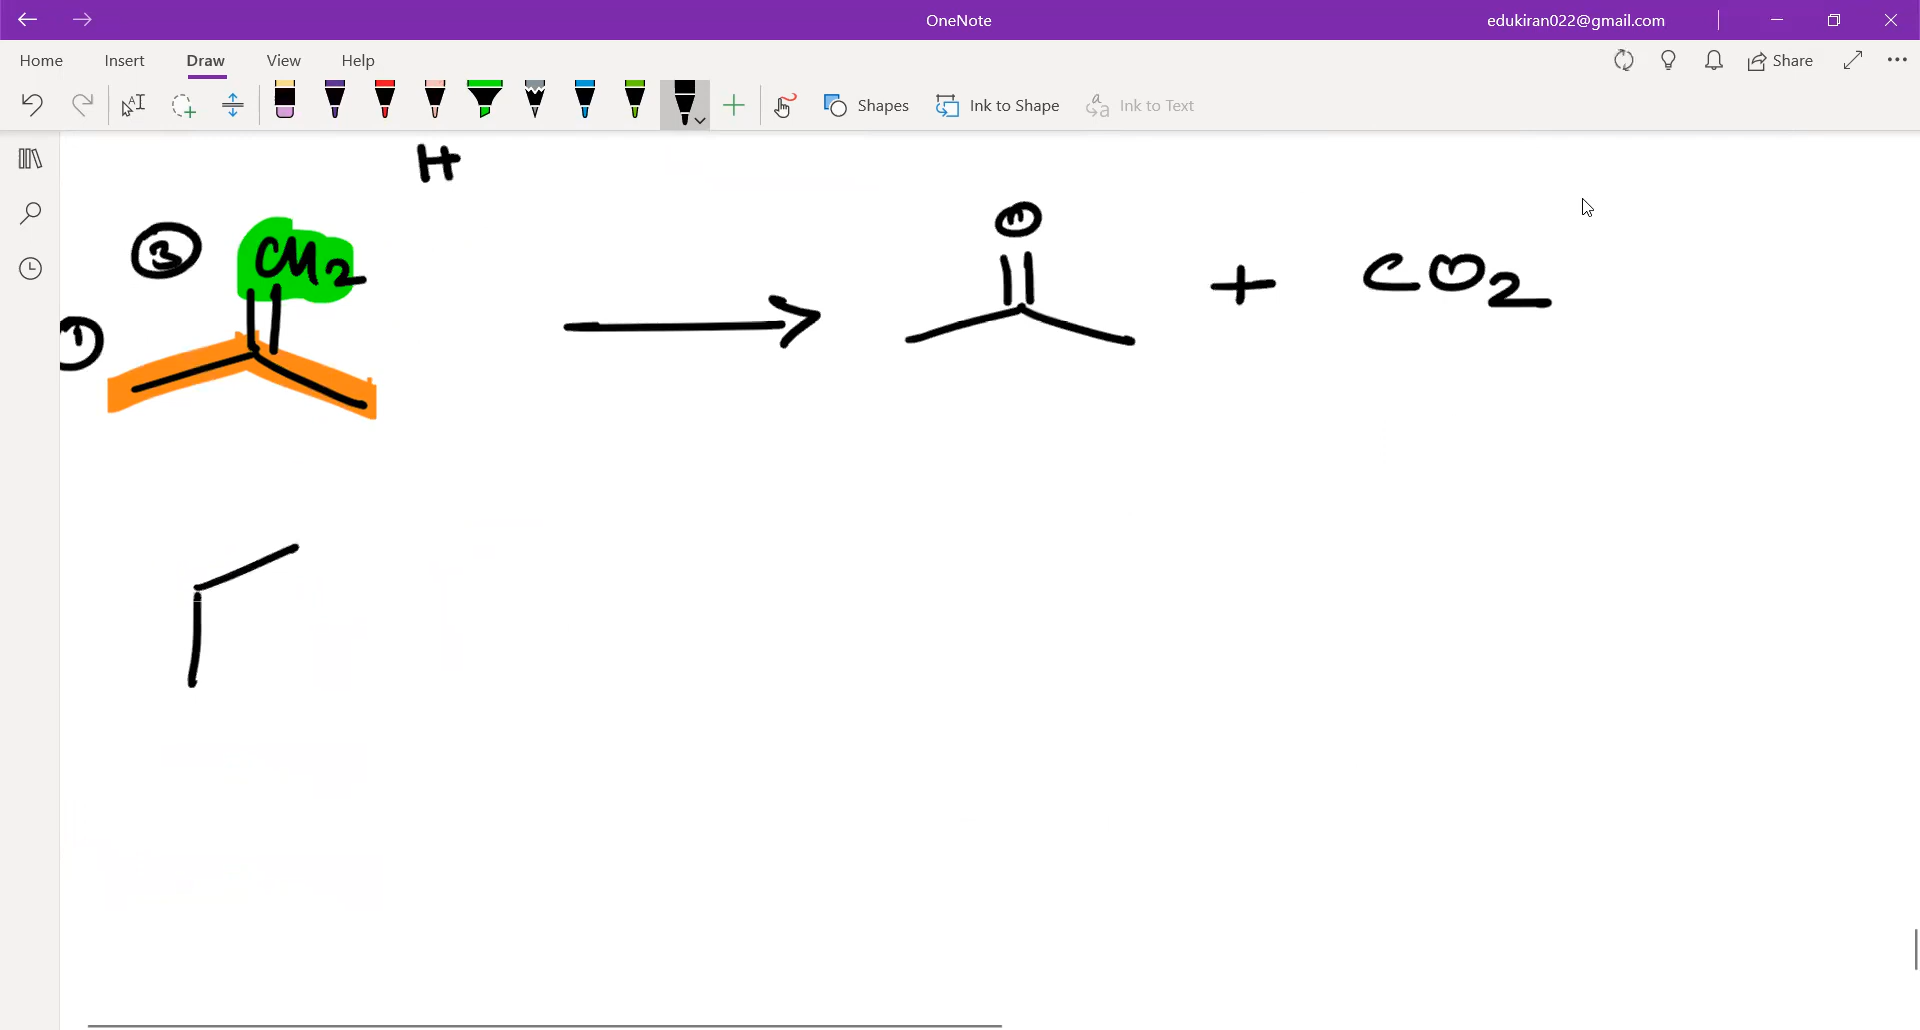 OneNote
edukiran022@gmail.com
Home Insert Draw View Help
Share
Shapes Ink to Shape Ink to Text
H
3 CH2 O
+ CO2
1